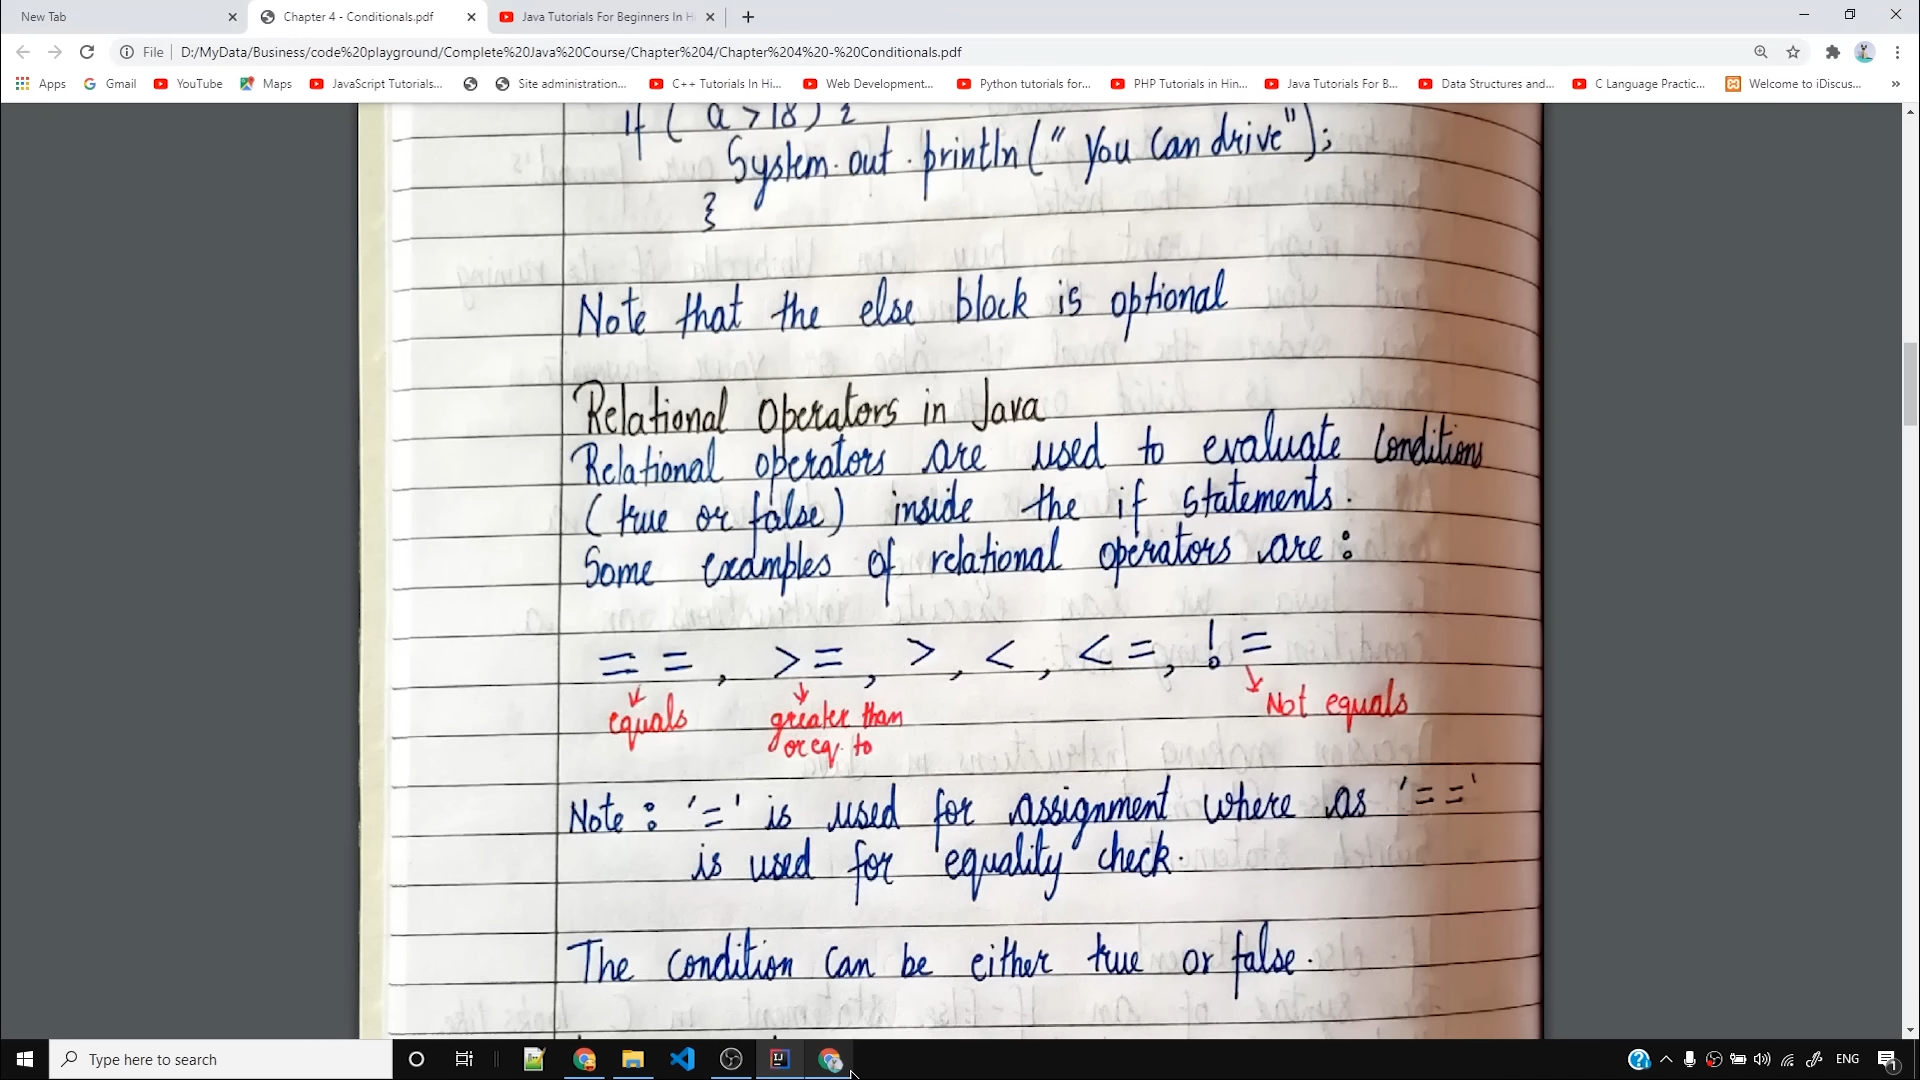 New Tab
Chapter 4 - Conditionals.pdf
Java Tutorials For Beginners In H
File
D:/MyData/Business/code%20playground/Complete%20Java%20Course/Chapter%204/Chapter%204%20-%20Conditionals.pdf
Apps
Gmail
YouTube
Maps
JavaScript Tutorials...
Site administration...
C++ Tutorials In Hi...
Web Development...
Python tutorials for...
PHP Tutorials in Hin...
Java Tutorials For B...
Data Structures and...
C Language Practic...
Welcome to iDiscus...
»
if ( a > 18 ) {
System.out.println(" You can drive");
}
Note that the else block is optional
Relational Operators in Java
Relational operators are used to evaluate conditions
(true or false) inside the if statements.
Some examples of relational operators are :
= = , > = , > , < , < = , ! =
equals
greater than
or eq. to
Not equals
Note : '=' is used for assignment where as '= ='
is used for equality check.
The condition can be either true or false.
Type here to search
ENG
1